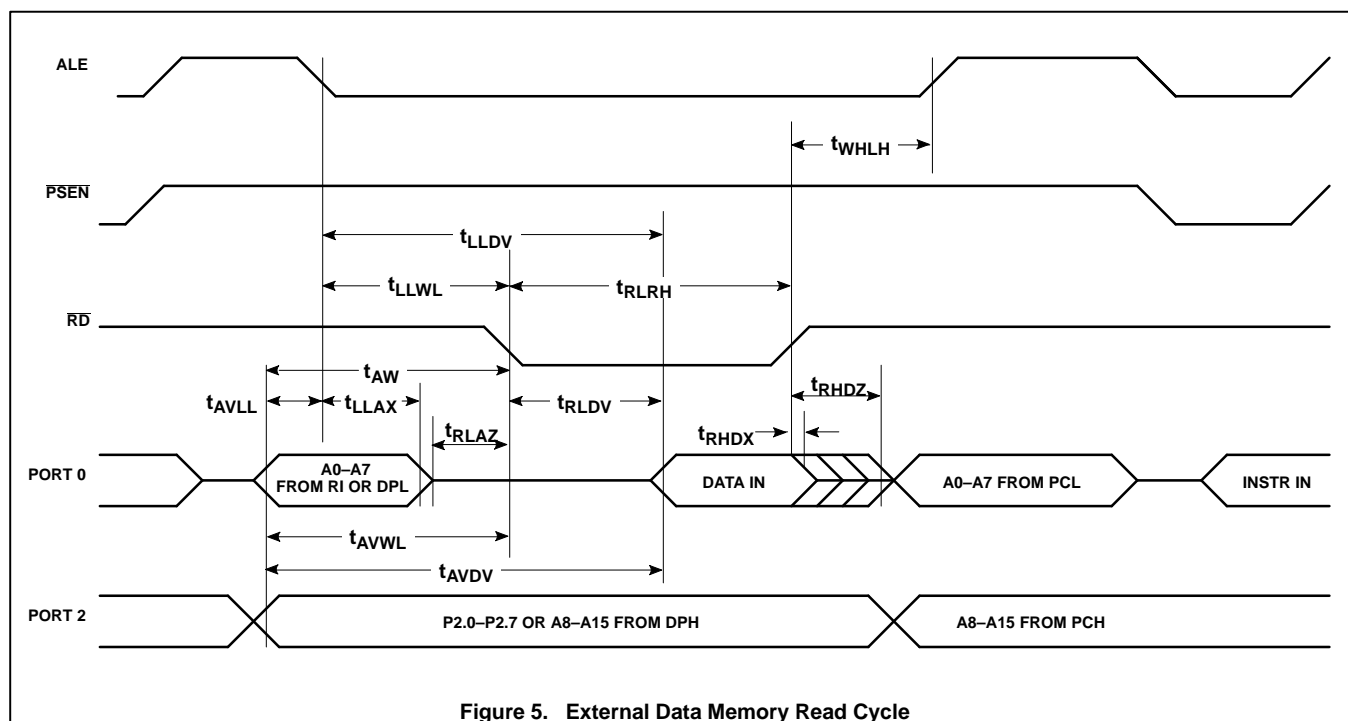 ALE
tWHLH
PSEN
tLLDV
tLLWL
tRLRH
RD
tAW
tRHDZ
tAVLL
tLLAX
tRLDV
tRLAZ
tRHDX
PORT 0
A0–A7
FROM RI OR DPL
DATA IN
A0–A7 FROM PCL
INSTR IN
tAVWL
tAVDV
PORT 2
P2.0–P2.7 OR A8–A15 FROM DPH
A8–A15 FROM PCH
Figure 5. External Data Memory Read Cycle